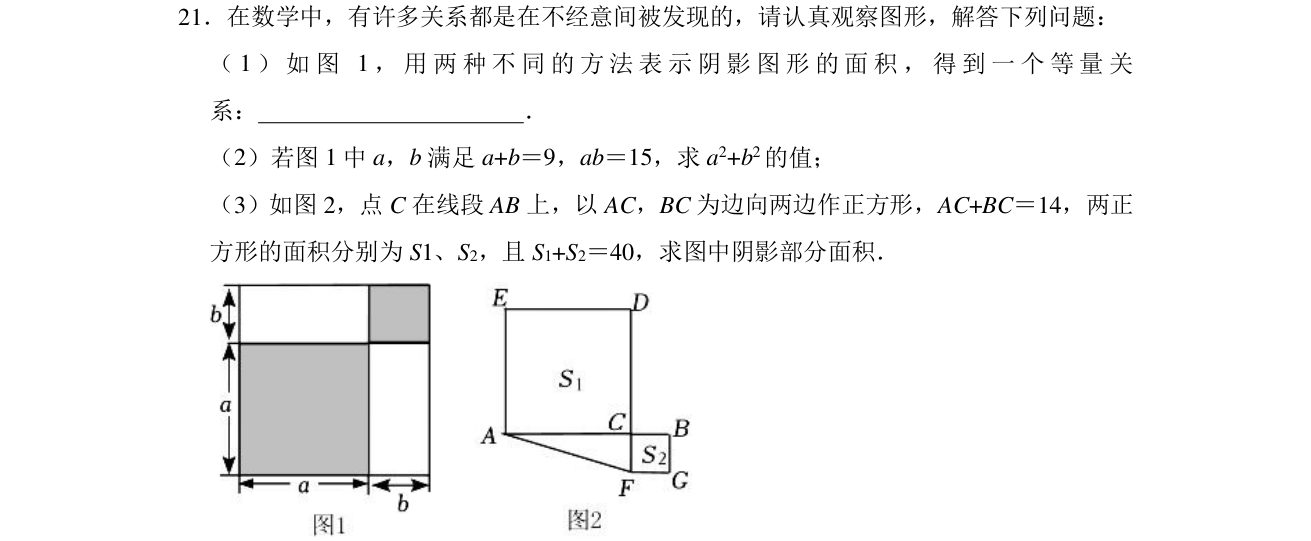 21．在数学中，有许多关系都是在不经意间被发现的，请认真观察图形，解答下列问题：
（1）如图 1，用两种不同的方法表示阴影图形的面积，得到一个等量关
系：______________________．
（2）若图 1 中 a，b 满足 a+b＝9，ab＝15，求 a²+b² 的值；
（3）如图 2，点 C 在线段 AB 上，以 AC，BC 为边向两边作正方形，AC+BC＝14，两正
方形的面积分别为 S1、S₂，且 S₁+S₂＝40，求图中阴影部分面积．
b
a
a
b
图1
E
D
S₁
A
C
B
S₂
F
G
图2